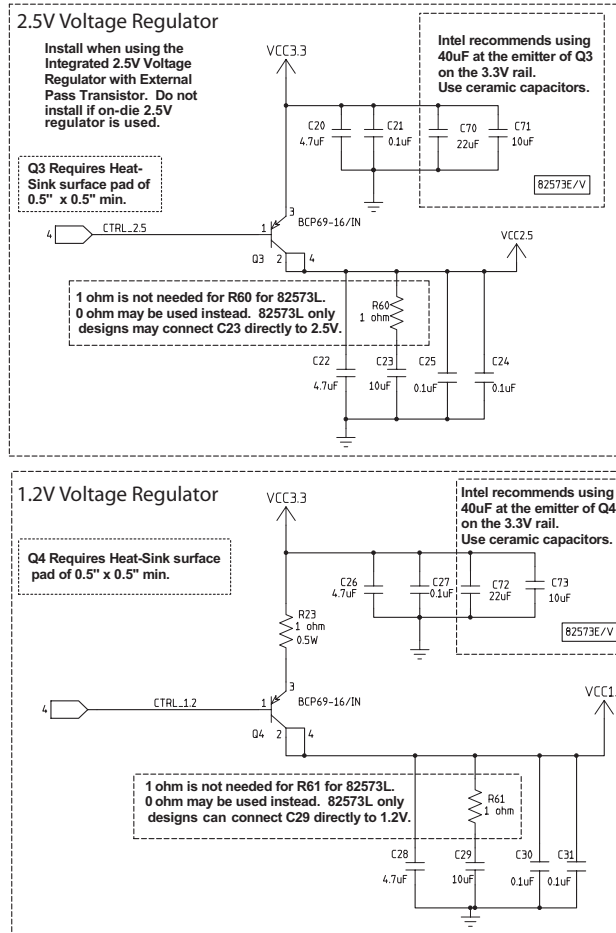 2.5V Voltage Regulator
Install when using the
Integrated 2.5V Voltage
Regulator with External
Pass Transistor. Do not
install if on-die 2.5V
regulator is used.
VCC3.3
Intel recommends using
40uF at the emitter of Q3
on the 3.3V rail.
Use ceramic capacitors.
C20
4.7uF
C21
0.1uF
C70
22uF
C71
10uF
82573E/V
Q3 Requires Heat-
Sink surface pad of
0.5" x 0.5" min.
4
CTRL_2.5
1
3
BCP69-16/IN
Q3
2
4
VCC2.5
1 ohm is not needed for R60 for 82573L.
0 ohm may be used instead. 82573L only
designs may connect C23 directly to 2.5V.
R60
1 ohm
C22
4.7uF
C23
10uF
C25
0.1uF
C24
0.1uF
1.2V Voltage Regulator
VCC3.3
Intel recommends using
40uF at the emitter of Q4
on the 3.3V rail.
Use ceramic capacitors.
Q4 Requires Heat-Sink surface
pad of 0.5" x 0.5" min.
C26
4.7uF
C27
0.1uF
C72
22uF
C73
10uF
82573E/V
R23
1 ohm
0.5W
4
CTRL_1.2
1
3
BCP69-16/IN
Q4
2
4
VCC1.
1 ohm is not needed for R61 for 82573L.
0 ohm may be used instead. 82573L only
designs can connect C29 directly to 1.2V.
R61
1 ohm
C28
4.7uF
C29
10uF
C30
0.1uF
C31
0.1uF